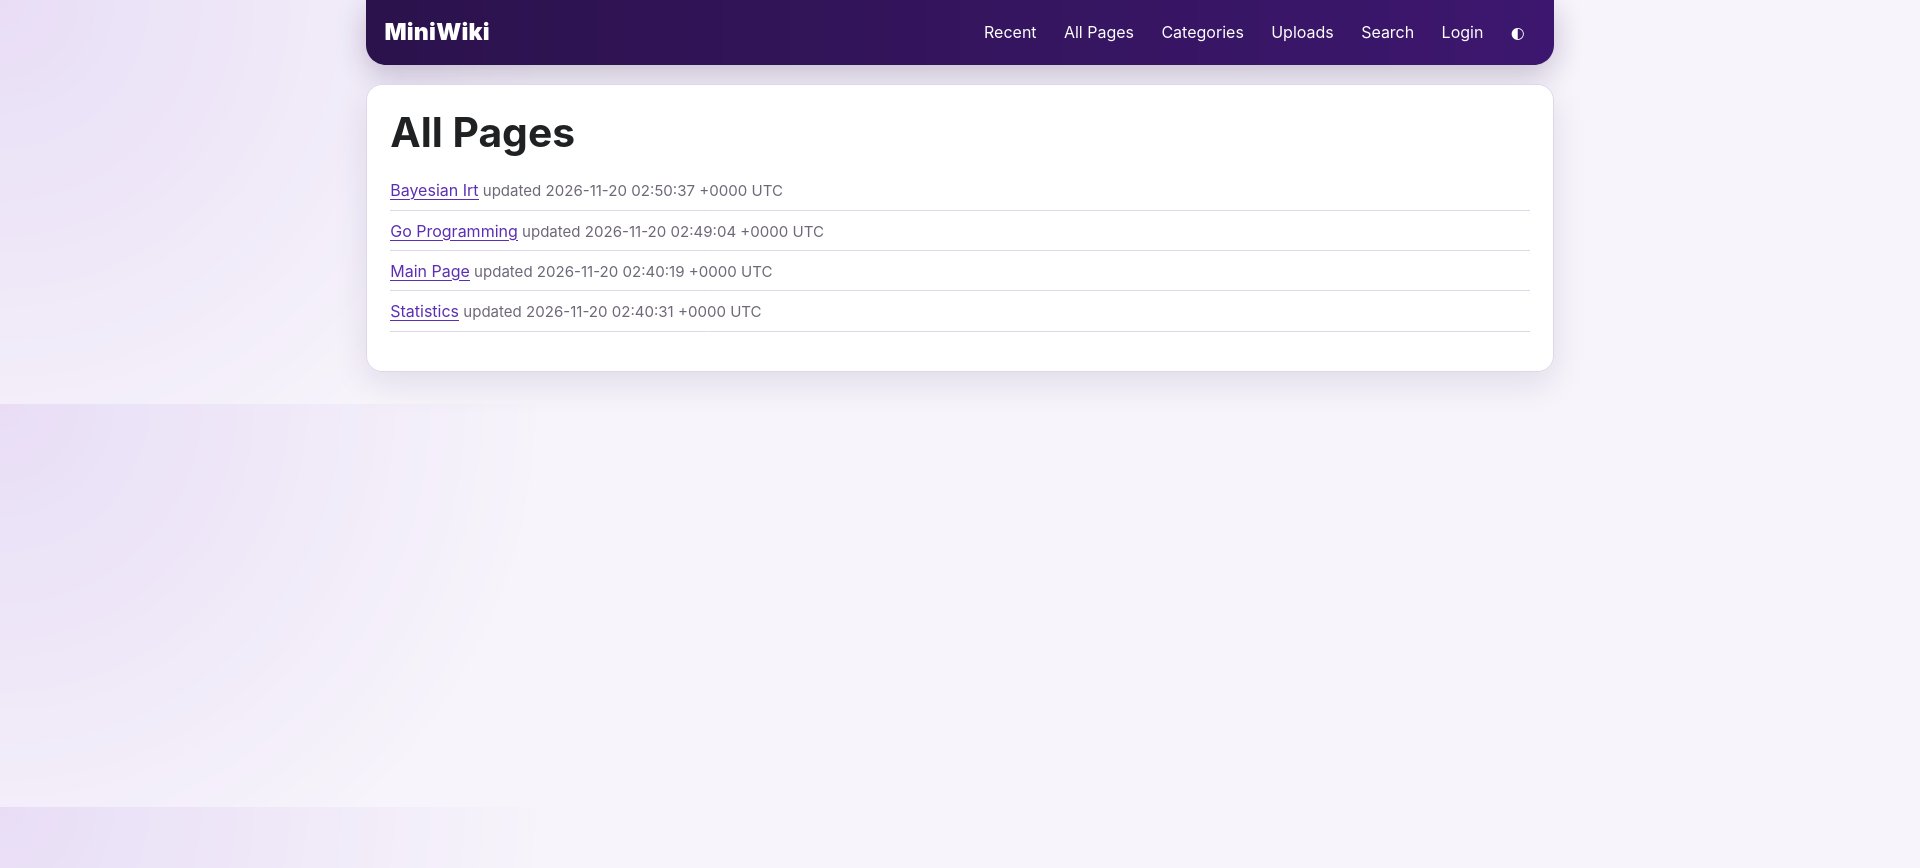 MiniWiki
Recent All Pages Categories Uploads Search Login
All Pages
Bayesian Irt updated 2026-11-20 02:50:37 +0000 UTC
Go Programming updated 2026-11-20 02:49:04 +0000 UTC
Main Page updated 2026-11-20 02:40:19 +0000 UTC
Statistics updated 2026-11-20 02:40:31 +0000 UTC